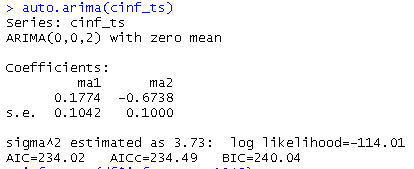 > auto.arima(cinf_ts)
Series: cinf_ts
ARIMA(0,0,2) with zero mean
Coefficients:
ma1 ma2
0.1774 -0.6738
s.e. 0.1042 0.1000
sigma^2 estimated as 3.73: log likelihood=-114.01
AIC=234.02 AICc=234.49 BIC=240.04